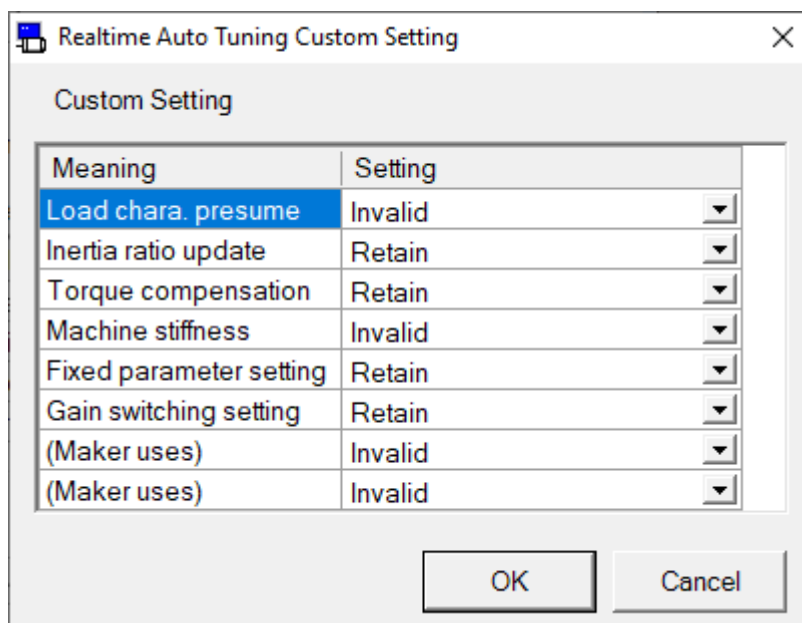 Realtime Auto Tuning Custom Setting
Custom Setting
Meaning Setting
Load chara. presume Invalid
Inertia ratio update Retain
Torque compensation Retain
Machine stiffness Invalid
Fixed parameter setting Retain
Gain switching setting Retain
(Maker uses) Invalid
(Maker uses) Invalid
OK Cancel